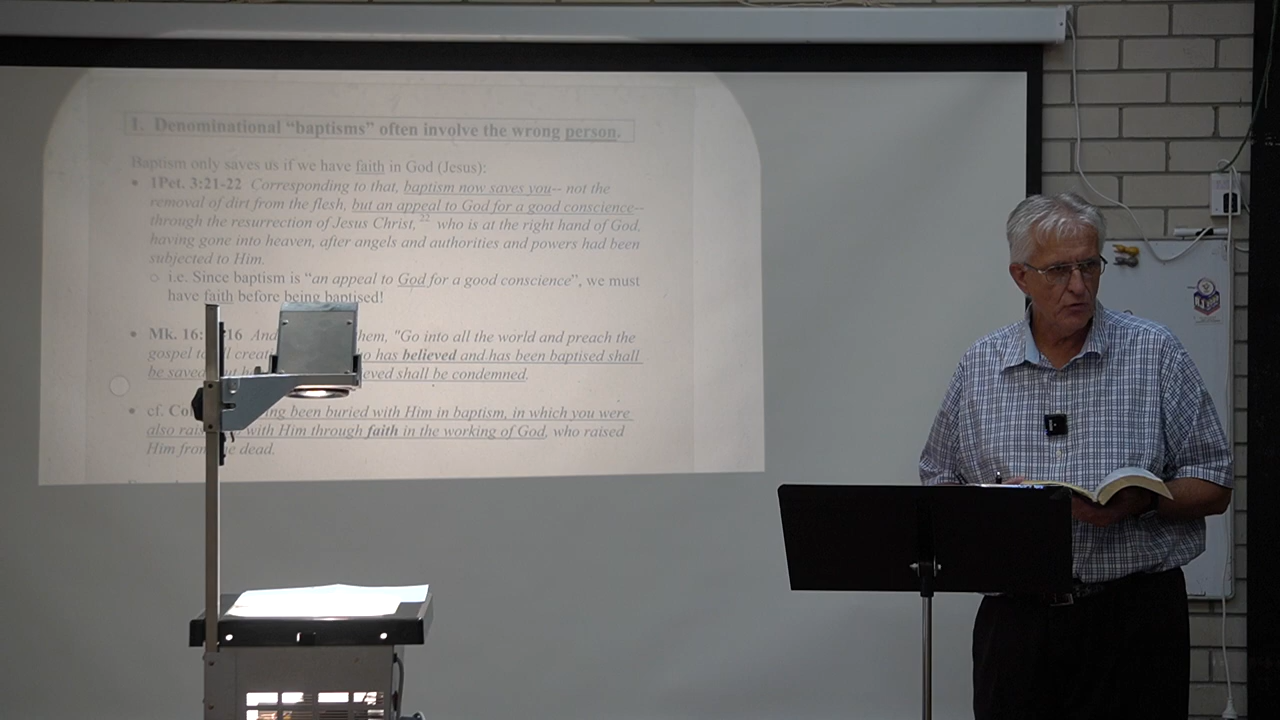 1. Denominational “baptisms” often involve the wrong person.
Baptism only saves us if we have faith in God (Jesus):
• 1Pet. 3:21-22 Corresponding to that, baptism now saves you-- not the
removal of dirt from the flesh, but an appeal to God for a good conscience--
through the resurrection of Jesus Christ, 22 who is at the right hand of God,
having gone into heaven, after angels and authorities and powers had been
subjected to Him.
o i.e. Since baptism is “an appeal to God for a good conscience”, we must
have faith before being baptised!
• Mk. 16: 16 And them, "Go into all the world and preach the
gospel to all creat has believed and has been baptised shall
be saved but shall be condemned.
• cf. been buried with Him in baptism, in which you were
also with Him through faith in the working of God, who raised
Him from dead.